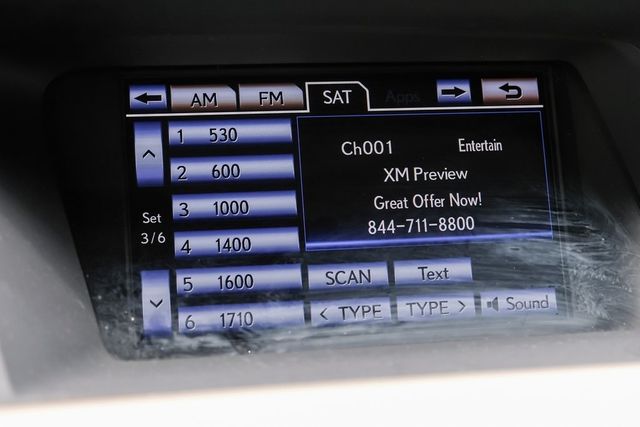 AM FM SAT Apps
1 530
2 600
3 1000
4 1400
5 1600
6 1710
Set
3/6
Ch001 Entertain
XM Preview
Great Offer Now!
844-711-8800
SCAN Text
< TYPE TYPE > Sound